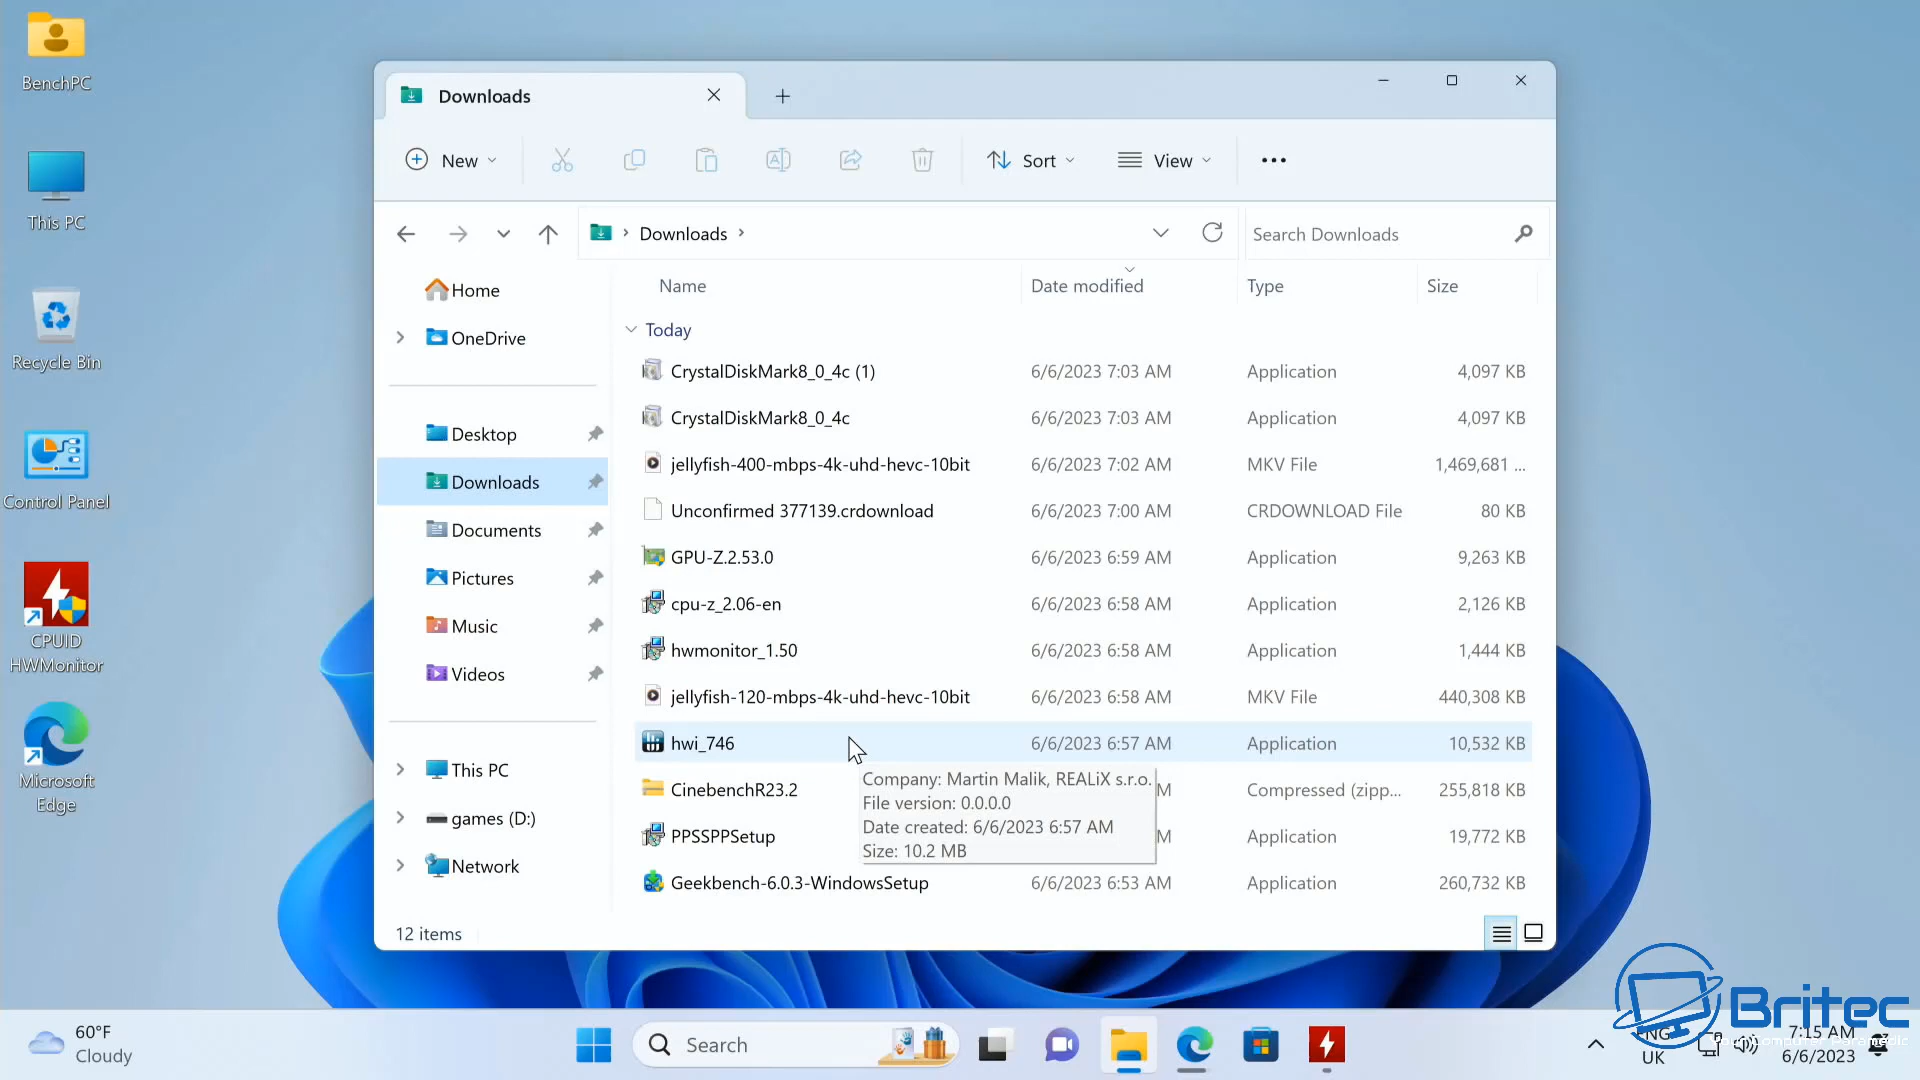 BenchPC
This PC
Recycle Bin
Control Panel
CPUID
HWMonitor
Microsoft
Edge
Downloads
New
Sort
View
Downloads
Search Downloads
Home
OneDrive
Desktop
Downloads
Documents
Pictures
Music
Videos
This PC
games (D:)
Network
Name Date modified Type Size
Today
CrystalDiskMark8_0_4c (1) 6/6/2023 7:03 AM Application 4,097 KB
CrystalDiskMark8_0_4c 6/6/2023 7:03 AM Application 4,097 KB
jellyfish-400-mbps-4k-uhd-hevc-10bit 6/6/2023 7:02 AM MKV File 1,469,681 ...
Unconfirmed 377139.crdownload 6/6/2023 7:00 AM CRDOWNLOAD File 80 KB
GPU-Z.2.53.0 6/6/2023 6:59 AM Application 9,263 KB
cpu-z_2.06-en 6/6/2023 6:58 AM Application 2,126 KB
hwmonitor_1.50 6/6/2023 6:58 AM Application 1,444 KB
jellyfish-120-mbps-4k-uhd-hevc-10bit 6/6/2023 6:58 AM MKV File 440,308 KB
hwi_746 6/6/2023 6:57 AM Application 10,532 KB
CinebenchR23.2 M Compressed (zipp... 255,818 KB
PPSSPPSetup M Application 19,772 KB
Geekbench-6.0.3-WindowsSetup 6/6/2023 6:53 AM Application 260,732 KB
Company: Martin Malik, REALiX s.r.o.
File version: 0.0.0.0
Date created: 6/6/2023 6:57 AM
Size: 10.2 MB
12 items
60°F
Cloudy
Search
ENG
UK
7:15 AM
6/6/2023
Britec
Your Computer Paramedic